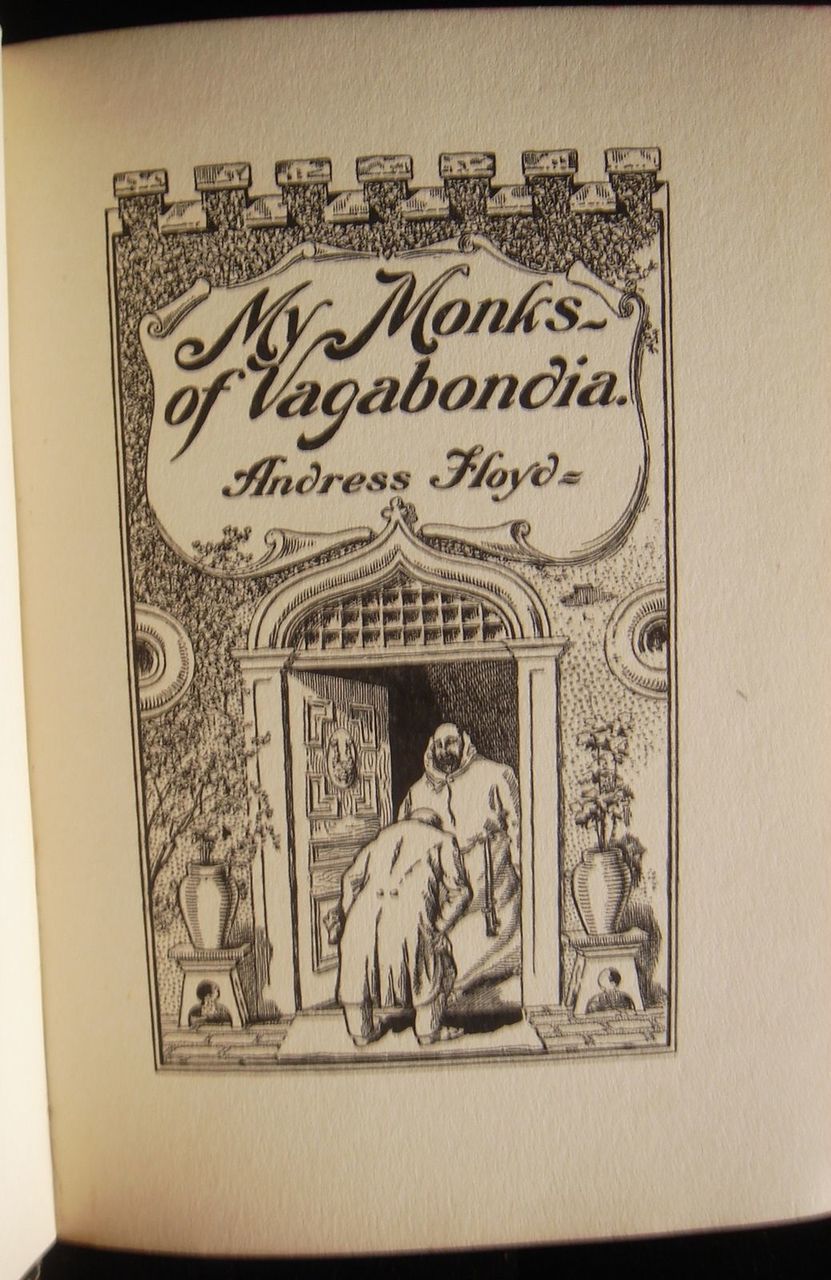 My Monks~
of Vagabondia.
Andress Floyd=